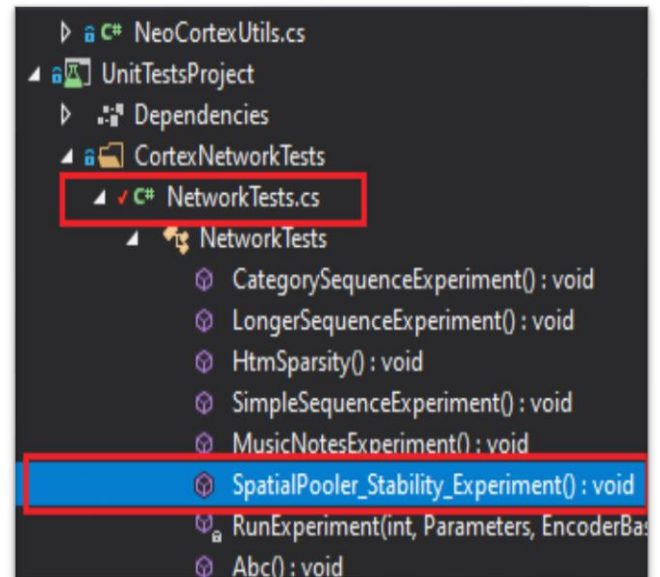 C# NeoCortexUtils.cs
UnitTestsProject
Dependencies
CortexNetworkTests
C# NetworkTests.cs
NetworkTests
CategorySequenceExperiment() : void
LongerSequenceExperiment() : void
HtmSparsity() : void
SimpleSequenceExperiment() : void
MusicNotesExperiment() : void
SpatialPooler_Stability_Experiment() : void
RunExperiment(int, Parameters, EncoderBas
Abc() : void